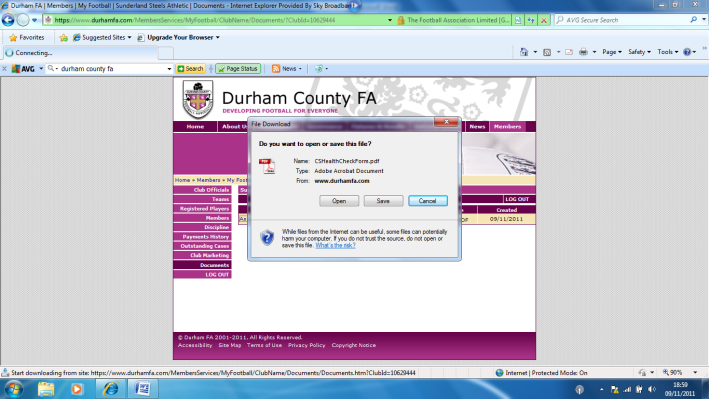 Durham FA | Members | My Football | Sunderland Steels Athletic | Documents - Internet Explorer Provided By Sky Broadband
https://www.durhamfa.com/MembersServices/MyFootball/ClubName/Documents/?ClubId=10629444
The Football Association Limited [G...
AVG Secure Search
Favorites Suggested Sites Upgrade Your Browser
Connecting...
Page Safety Tools
AVG durham county fa Search Page Status News
Durham County FA
DEVELOPING FOOTBALL FOR EVERYONE
Home About U News Members
File Download
Do you want to open or save this file?
Name: CSHealthCheckForm.pdf
Type: Adobe Acrobat Document
From: www.durhamfa.com
Open Save Cancel
While files from the Internet can be useful, some files can potentially
harm your computer. If you do not trust the source, do not open or
save this file. What's the risk?
Home » Members » My Foot
Club Officials
Teams
Registered Players
Members
Discipline
Payments History
Outstanding Cases
Club Marketing
Documents
LOG OUT
LOG OUT
Created
09/11/2011
© Durham FA 2001-2011. All Rights Reserved.
Accessibility Site Map Terms of Use Privacy Policy Copyright Notice
Start downloading from site: https://www.durhamfa.com/MembersServices/MyFootball/ClubName/Documents/Documents.htm?ClubId=10629444
Internet | Protected Mode: On
90%
18:59
09/11/2011